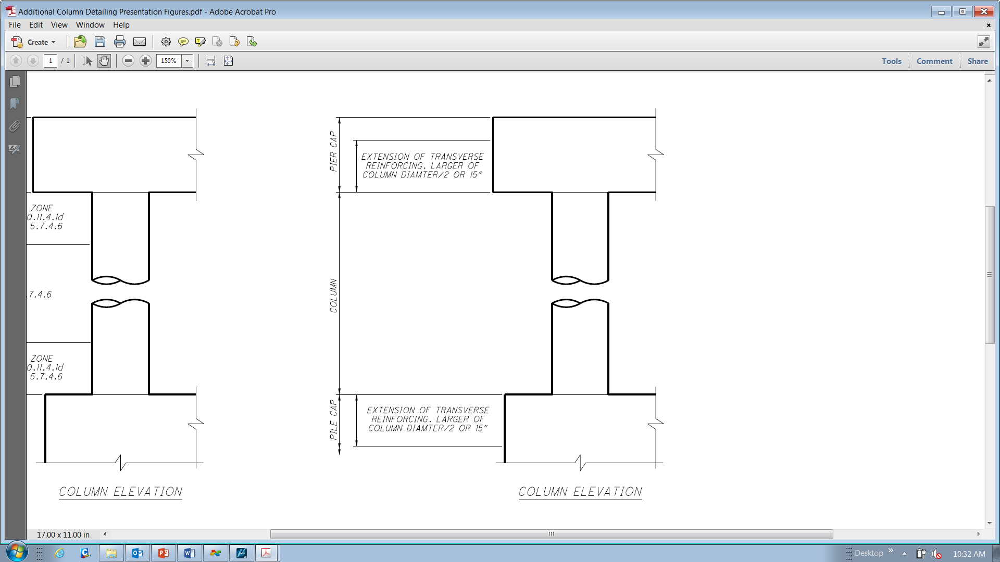 Additional Column Detailing Presentation Figures.pdf - Adobe Acrobat Pro
File Edit View Window Help
Create
1 / 1
150%
Tools Comment Share
ZONE
0.11.4.1d
5.7.4.6
.7.4.6
ZONE
0.11.4.1d
5.7.4.6
COLUMN ELEVATION
PIER CAP
EXTENSION OF TRANSVERSE
REINFORCING. LARGER OF
COLUMN DIAMTER/2 OR 15"
COLUMN
PILE CAP
EXTENSION OF TRANSVERSE
REINFORCING. LARGER OF
COLUMN DIAMTER/2 OR 15"
COLUMN ELEVATION
17.00 x 11.00 in
Desktop
10:32 AM